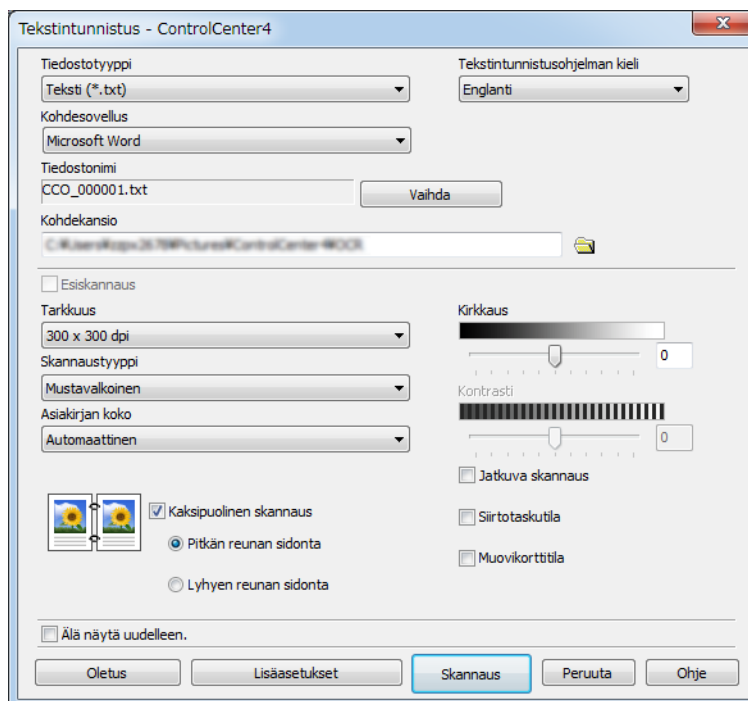 Tekstintunnistus - ControlCenter4
Tiedostotyyppi
Teksti (*.txt)
Tekstintunnistusohjelman kieli
Englanti
Kohdesovellus
Microsoft Word
Tiedostonimi
CCO_000001.txt
Vaihda
Kohdekansio
Esiskannaus
Tarkkuus
300 x 300 dpi
Skannaustyyppi
Mustavalkoinen
Asiakirjan koko
Automaattinen
Kirkkaus
0
Kontrasti
0
Jatkuva skannaus
Siirtotaskutila
Muovikorttitila
Kaksipuolinen skannaus
Pitkän reunan sidonta
Lyhyen reunan sidonta
Älä näytä uudelleen.
Oletus
Lisäasetukset
Skannaus
Peruuta
Ohje